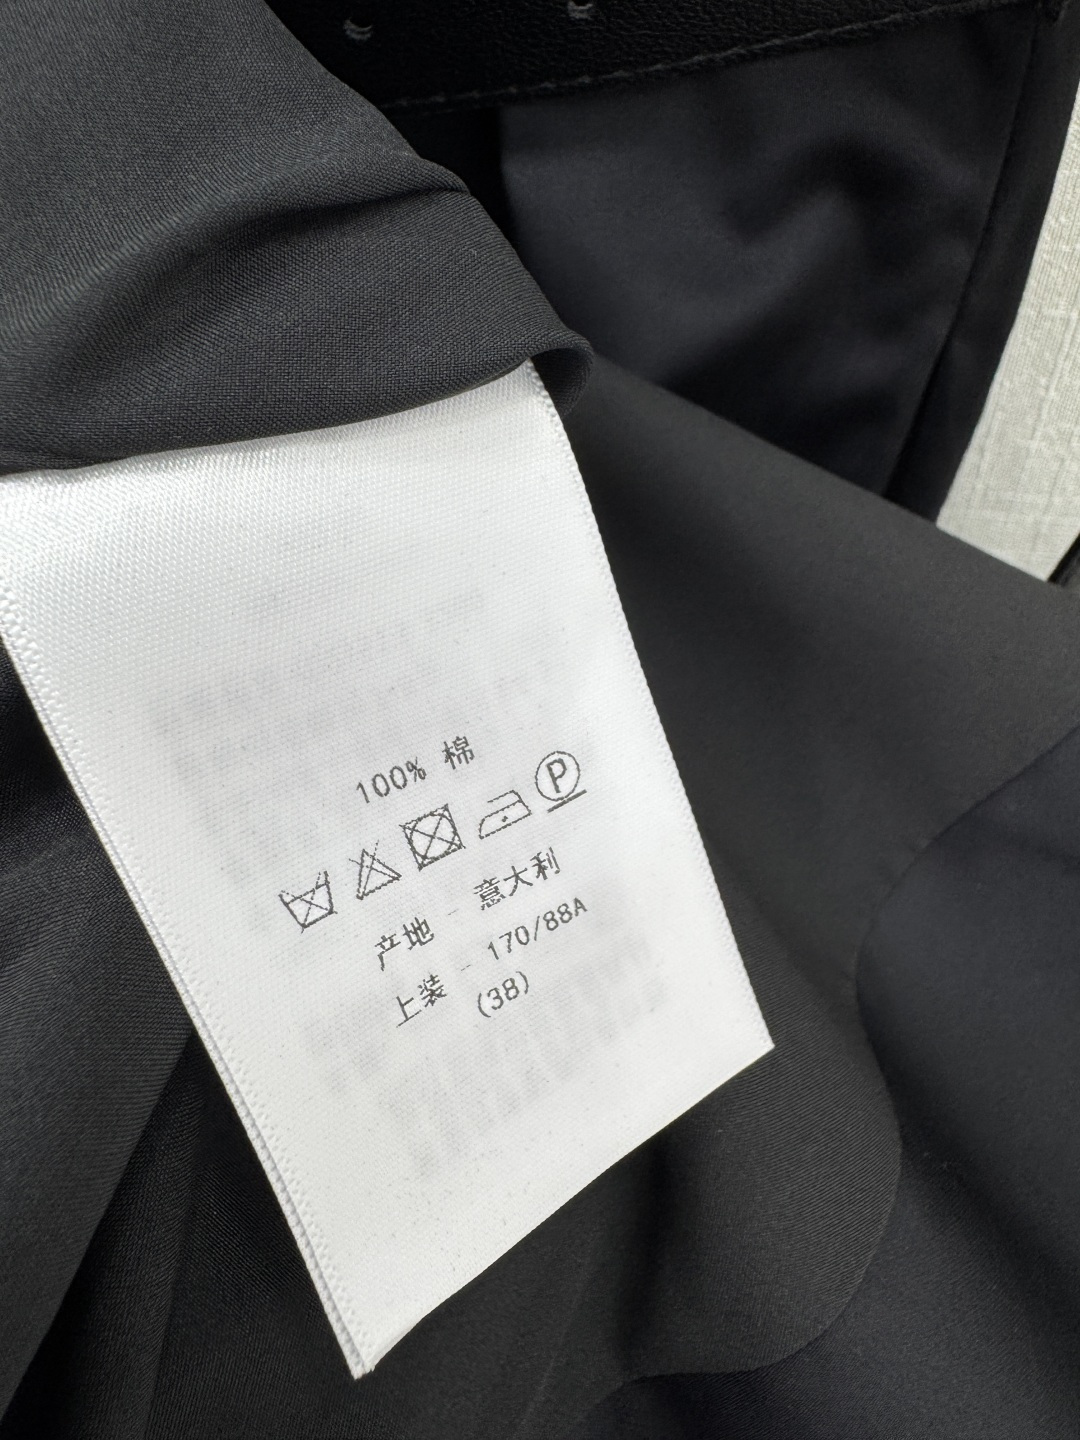 100% 棉
P
产地 - 意大利
上装 - 170/88A
(38)